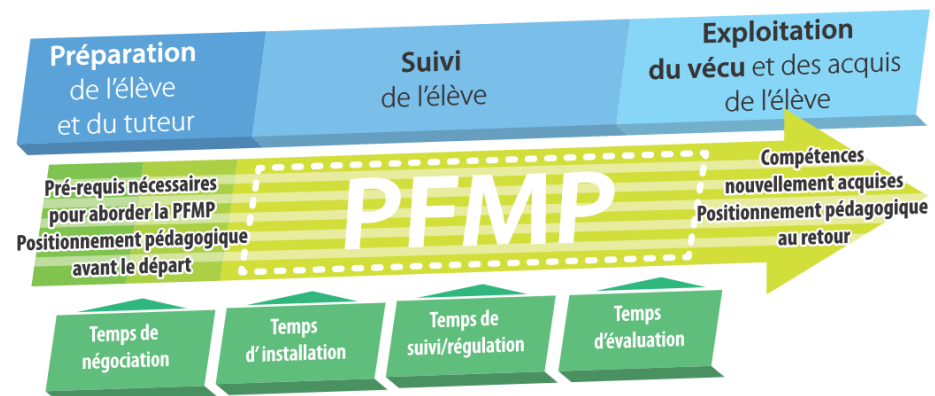 Préparation
de l'élève
et du tuteur
Suivi
de l'élève
Exploitation
du vécu et des acquis
de l'élève
Pré-requis nécessaires
pour aborder la PFMP
Positionnement pédagogique
avant le départ
PFMP
Compétences
nouvellement acquises
Positionnement pédagogique
au retour
Temps de
négociation
Temps
d' installation
Temps de
suivi/régulation
Temps
d'évaluation